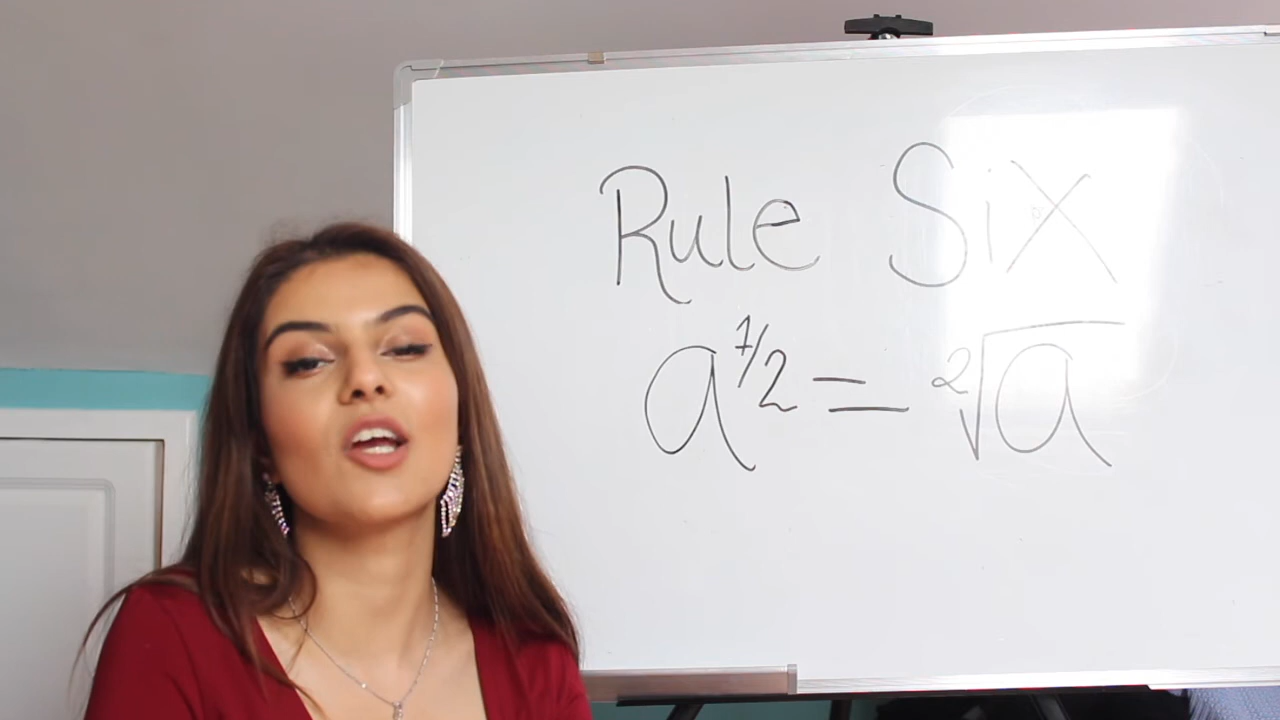 Rule Six
a^1/2 = ²√a